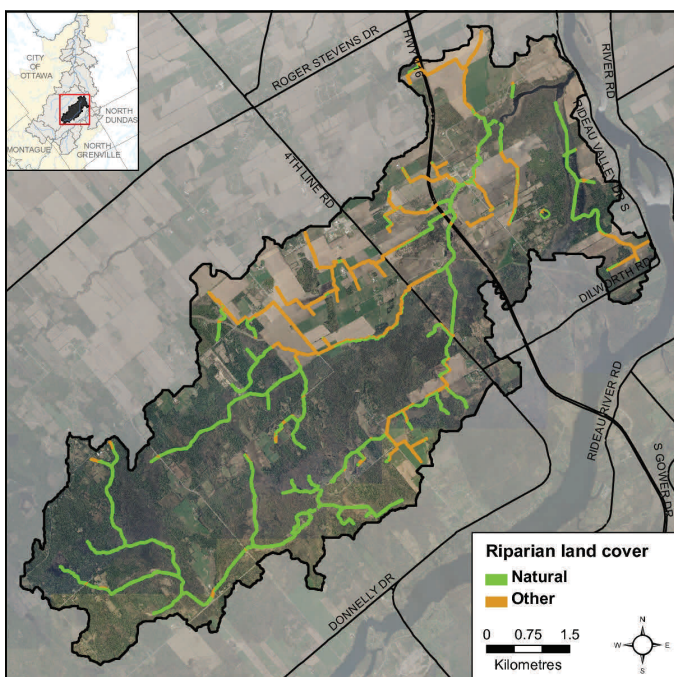 CITY
OF
OTTAWA
NORTH
DUNDAS
MONTAGUE
NORTH
GRENVILLE
ROGER STEVENS DR
HWY 416
RIVER RD
RIDEAU VALLEY DR S
4TH LINE RD
DILWORTH RD
RIDEAU RIVER RD
S GOWER DR
DONNELLY DR
Riparian land cover
Natural
Other
0 0.75 1.5
Kilometres
N
W E
S